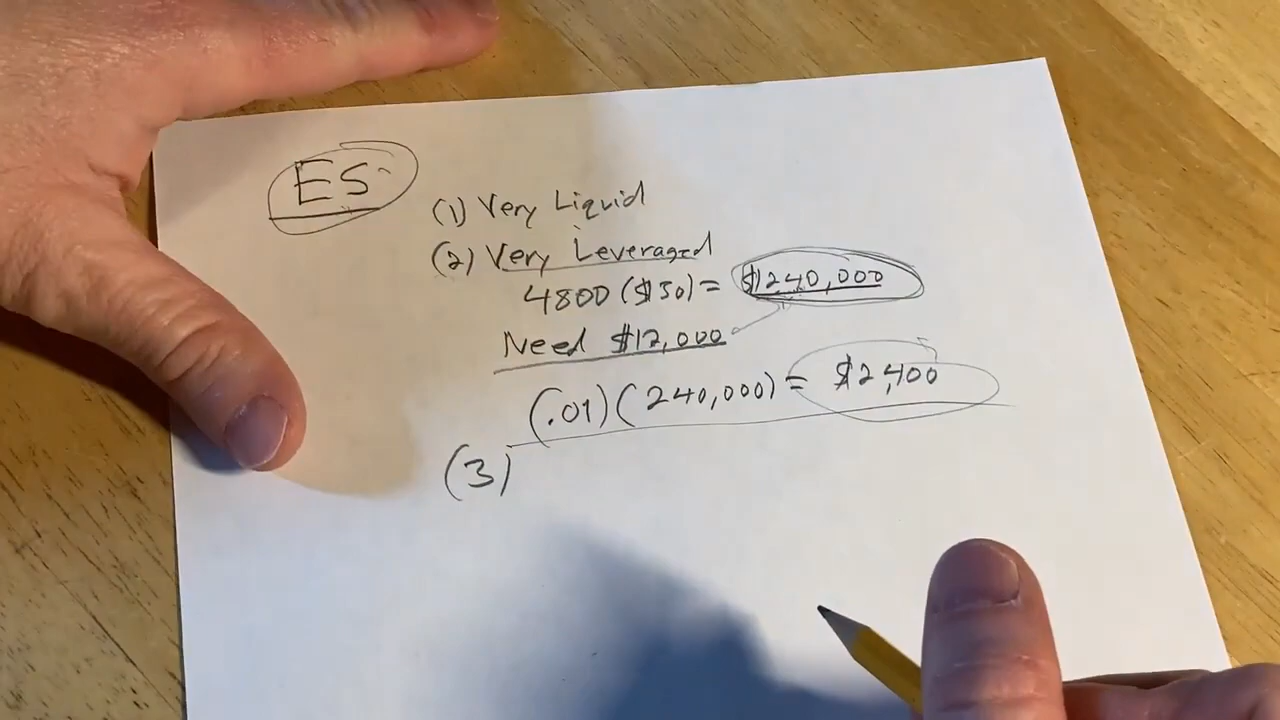 ES
(1) Very Liquid
(2) Very Leveraged
4800 ($50) = $240,000
Need $12,000
(.01)(240,000) = $2,400
(3)